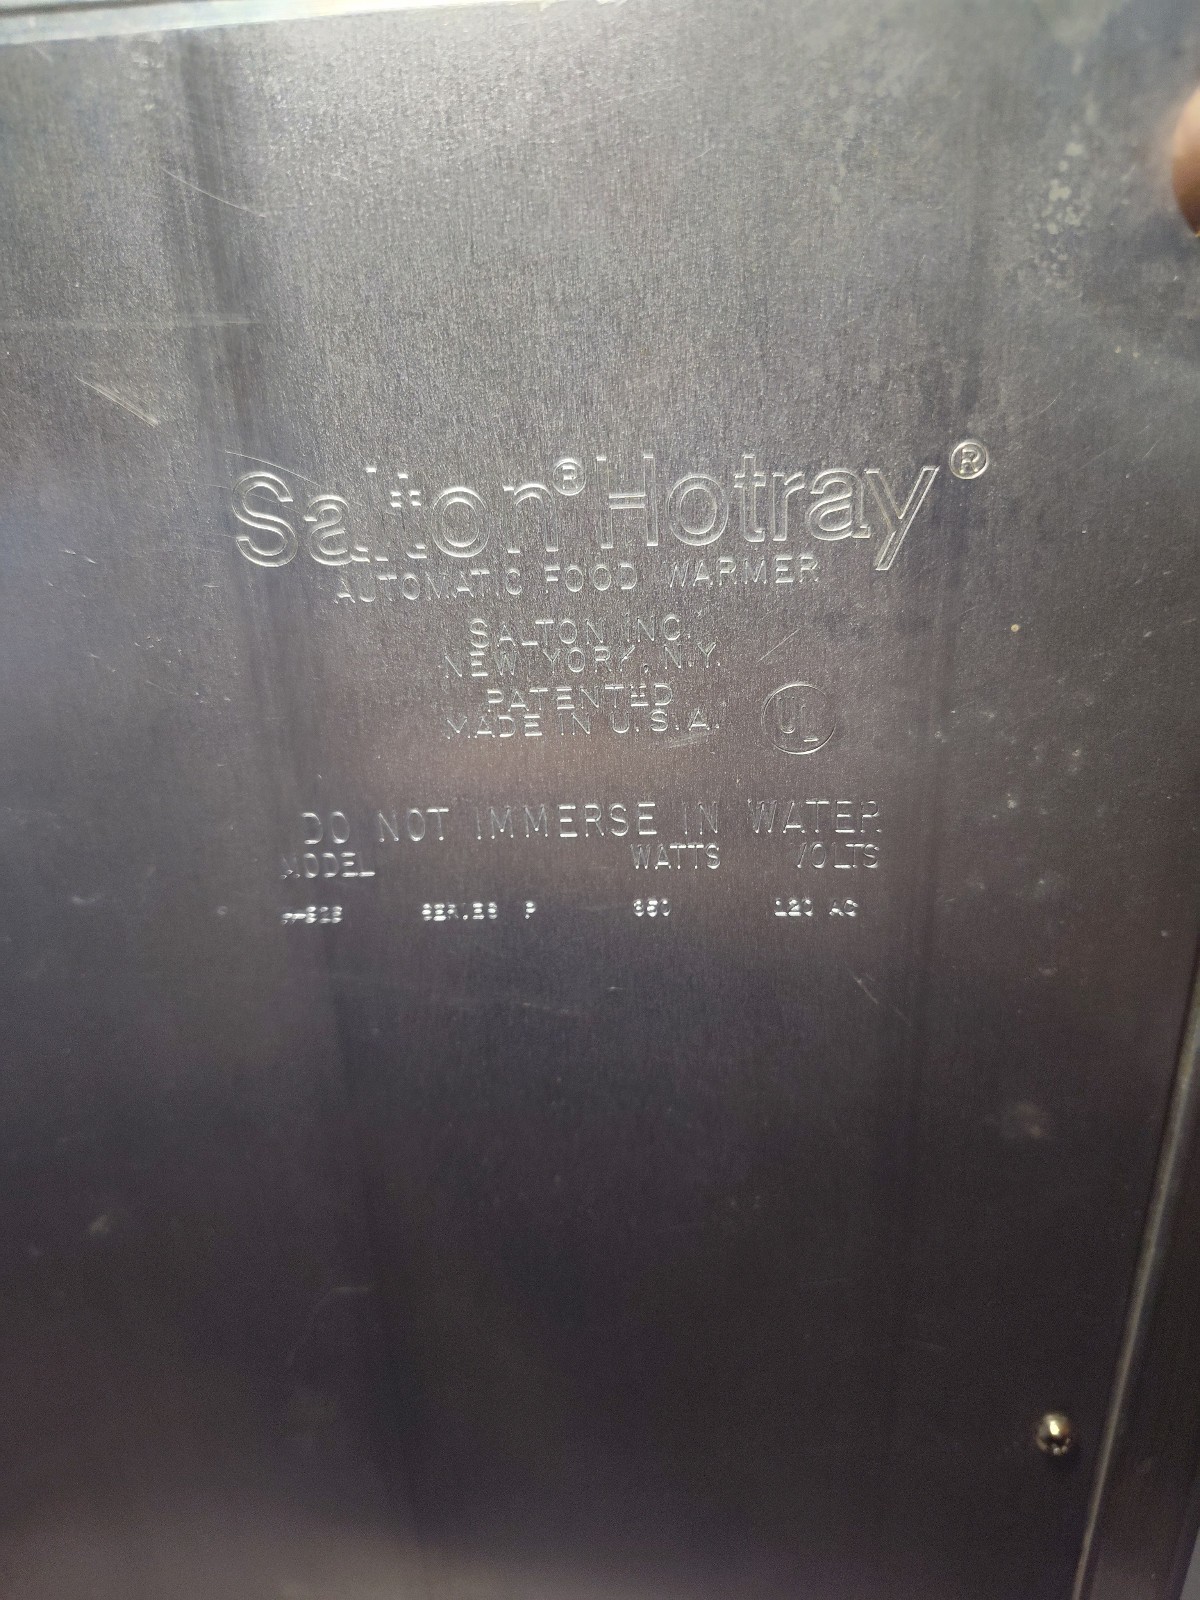 Salton® Hotray®
AUTOMATIC FOOD WARMER
SALTON INC.
NEW YORK, N.Y.
PATENTED
MADE IN U.S.A.
UL
DO NOT IMMERSE IN WATER
MODEL WATTS VOLTS
SERIES P 120 AC